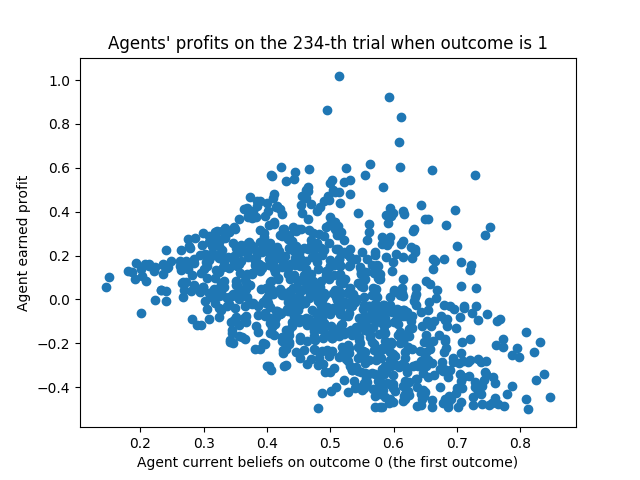 Agents' profits on the 234-th trial when outcome is 1
Agent earned profit
1.0
0.8
0.6
0.4
0.2
0.0
−0.2
−0.4
0.2 0.3 0.4 0.5 0.6 0.7 0.8
Agent current beliefs on outcome 0 (the first outcome)